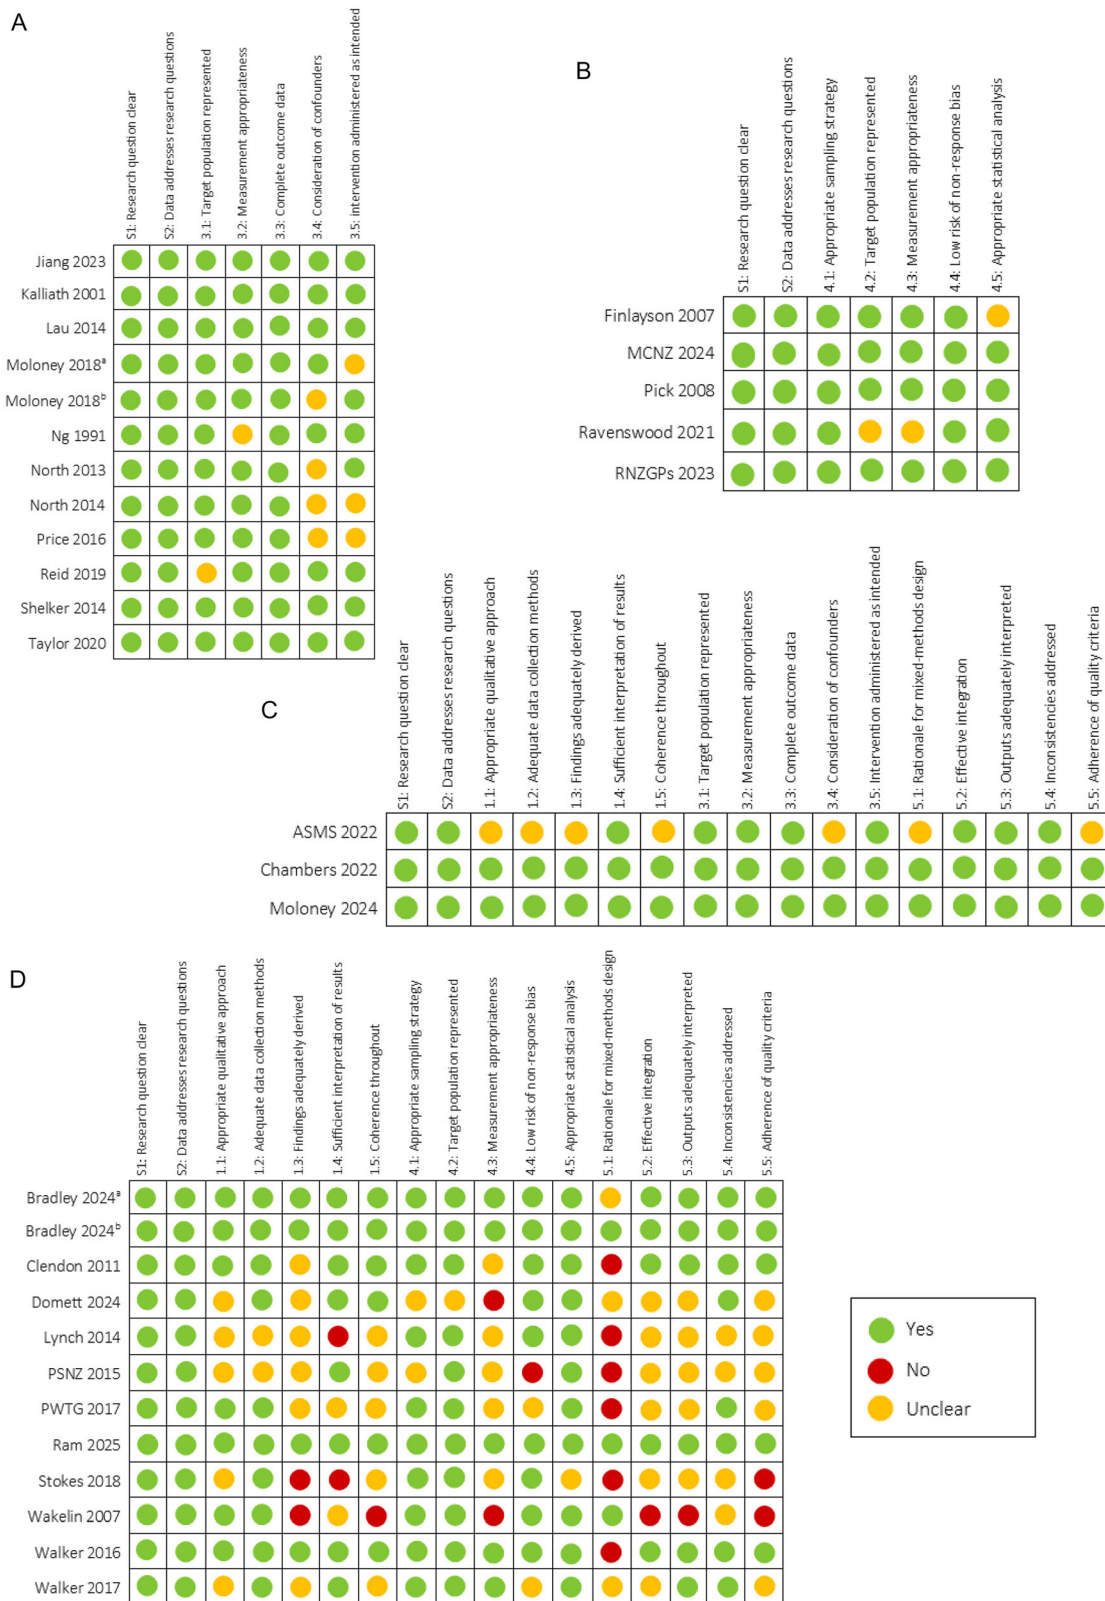 A
S1: Research question clear
S2: Data addresses research questions
3.1: Target population represented
3.2: Measurement appropriateness
3.3: Complete outcome data
3.4: Consideration of confounders
3.5: intervention administered as intended
Jiang 2023
Kalliath 2001
Lau 2014
Moloney 2018ᵃ
Moloney 2018ᵇ
Ng 1991
North 2013
North 2014
Price 2016
Reid 2019
Shelker 2014
Taylor 2020
B
S1: Research question clear
S2: Data addresses research questions
4.1: Appropriate sampling strategy
4.2: Target population represented
4.3: Measurement appropriateness
4.4: Low risk of non-response bias
4.5: Appropriate statistical analysis
Finlayson 2007
MCNZ 2024
Pick 2008
Ravenswood 2021
RNZGPs 2023
C
S1: Research question clear
S2: Data addresses research questions
1.1: Appropriate qualitative approach
1.2: Adequate data collection methods
1.3: Findings adequately derived
1.4: Sufficient interpretation of results
1.5: Coherence throughout
3.1: Target population represented
3.2: Measurement appropriateness
3.3: Complete outcome data
3.4: Consideration of confounders
3.5: Intervention administered as intended
5.1: Rationale for mixed-methods design
5.2: Effective integration
5.3: Outputs adequately interpreted
5.4: Inconsistencies addressed
5.5: Adherence of quality criteria
ASMS 2022
Chambers 2022
Moloney 2024
D
S1: Research question clear
S2: Data addresses research questions
1.1: Appropriate qualitative approach
1.2: Adequate data collection methods
1.3: Findings adequately derived
1.4: Sufficient interpretation of results
1.5: Coherence throughout
4.1: Appropriate sampling strategy
4.2: Target population represented
4.3: Measurement appropriateness
4.4: Low risk of non-response bias
4.5: Appropriate statistical analysis
5.1: Rationale for mixed-methods design
5.2: Effective integration
5.3: Outputs adequately interpreted
5.4: Inconsistencies addressed
5.5: Adherence of quality criteria
Bradley 2024ᵃ
Bradley 2024ᵇ
Clendon 2011
Domett 2024
Lynch 2014
PSNZ 2015
PWTG 2017
Ram 2025
Stokes 2018
Wakelin 2007
Walker 2016
Walker 2017
Yes
No
Unclear